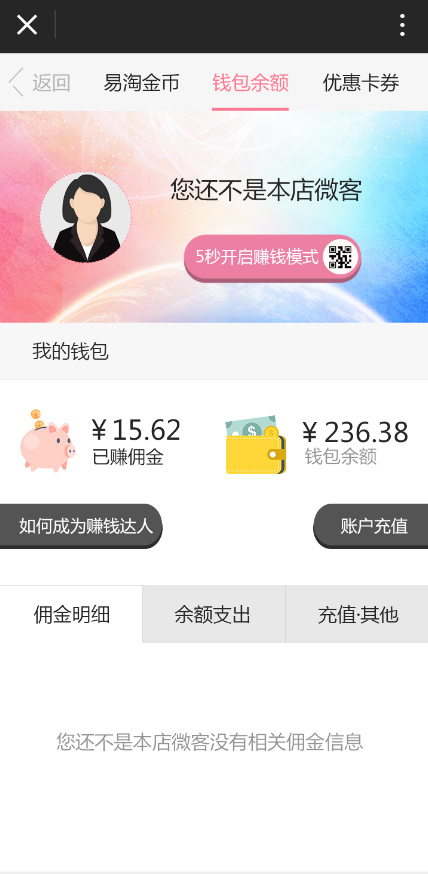 返回 易淘金币 钱包余额 优惠卡券
您还不是本店微客
5秒开启赚钱模式
我的钱包
¥ 15.62 ¥ 236.38
已赚佣金 钱包余额
如何成为赚钱达人 账户充值
佣金明细 余额支出 充值·其他
您还不是本店微客没有相关佣金信息